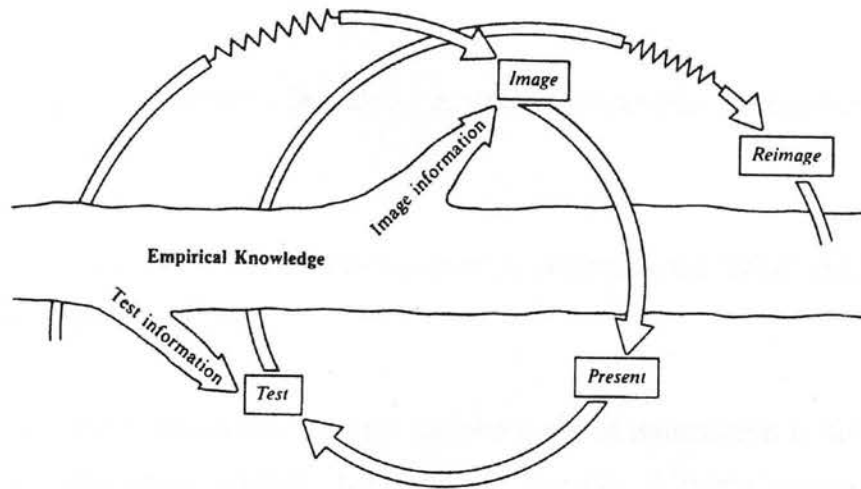 Image
Reimage
Image information
Empirical Knowledge
Test information
Test
Present